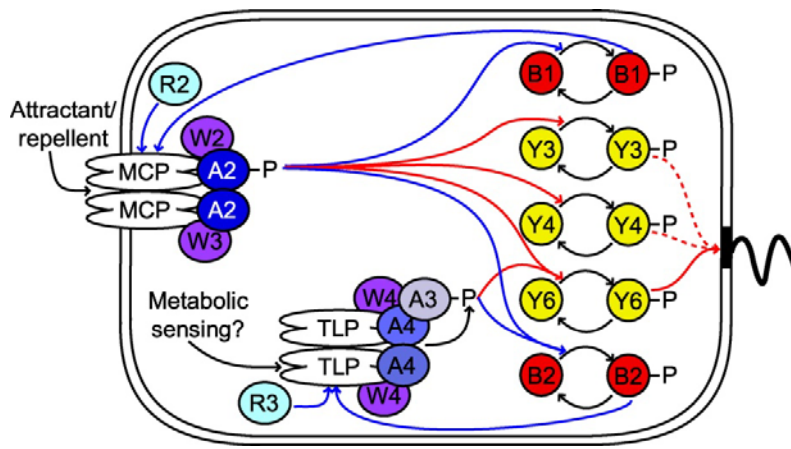 R2
Attractant/
repellent
W2
MCP
A2
P
MCP
A2
W3
B1
B1
P
Y3
Y3
P
Y4
Y4
P
Y6
Y6
P
B2
B2
P
Metabolic
sensing?
W4
A3
P
TLP
A4
TLP
A4
W4
R3